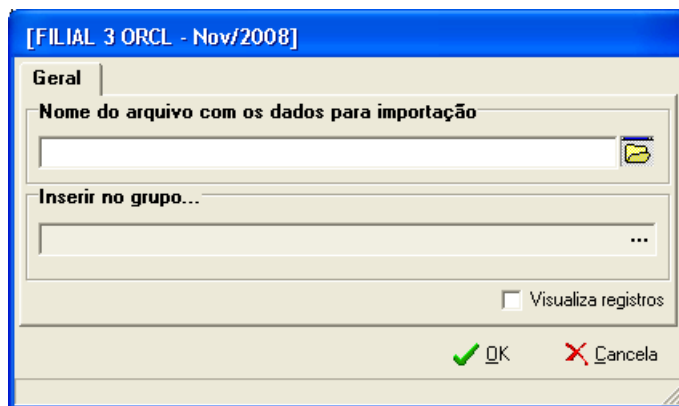 [FILIAL 3 ORCL - Nov/2008]
Geral
Nome do arquivo com os dados para importação
Inserir no grupo...
...
Visualiza registros
OK
Cancela